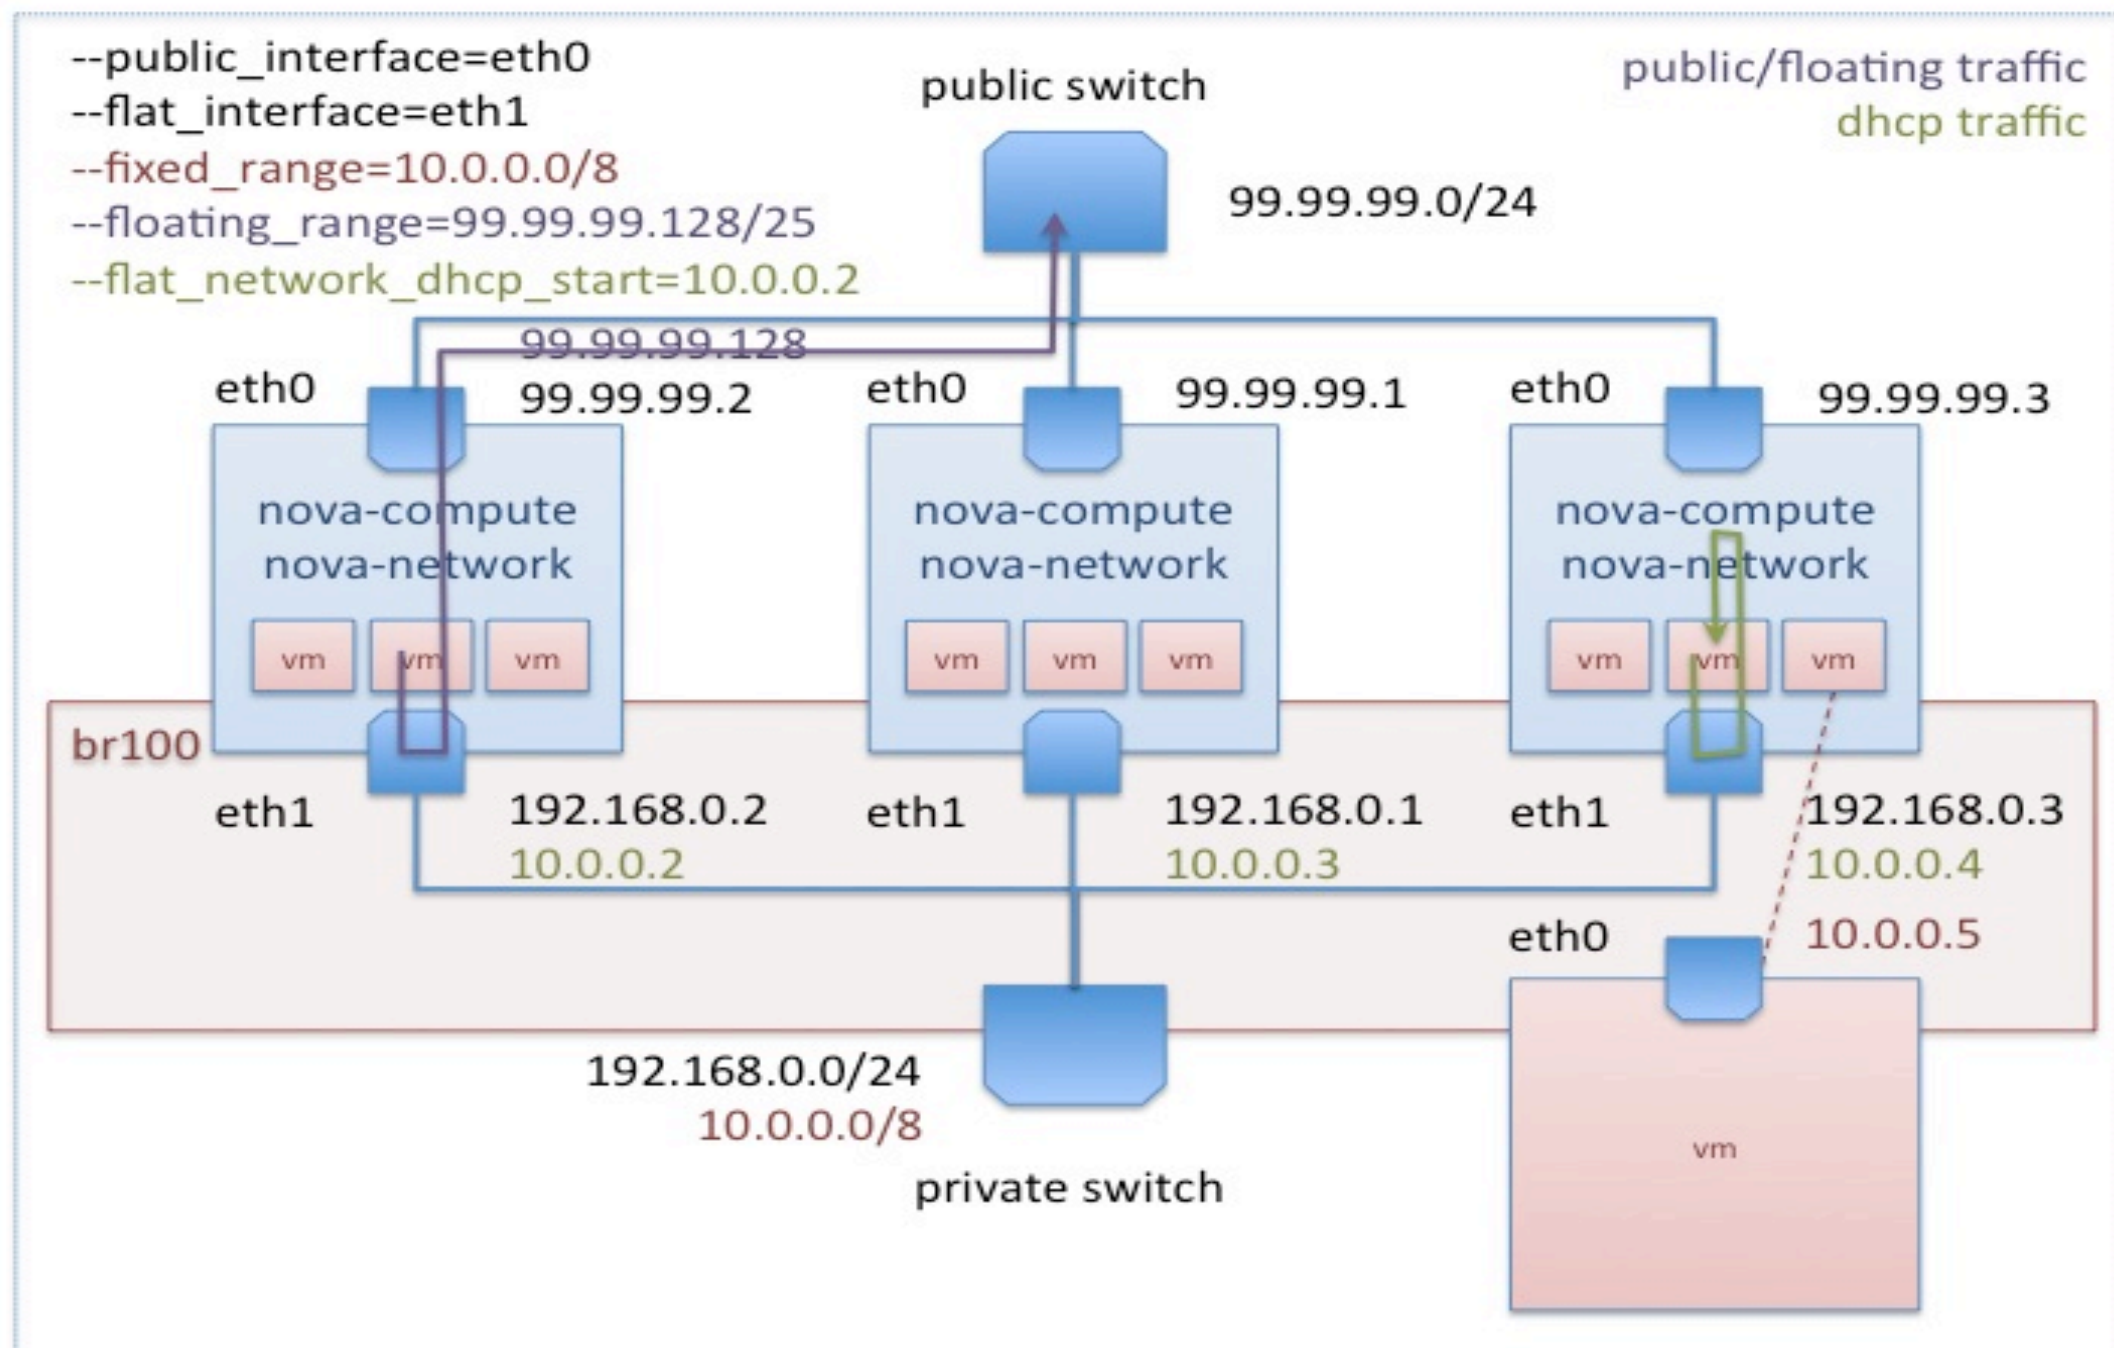 --public_interface=eth0
--flat_interface=eth1
--fixed_range=10.0.0.0/8
--floating_range=99.99.99.128/25
--flat_network_dhcp_start=10.0.0.2
public switch
public/floating traffic
dhcp traffic
99.99.99.0/24
99.99.99.128
eth0
99.99.99.2
eth0
99.99.99.1
eth0
99.99.99.3
nova-compute
nova-network
nova-compute
nova-network
nova-compute
nova-network
vm
vm
vm
vm
vm
vm
vm
vm
vm
br100
eth1
192.168.0.2
10.0.0.2
eth1
192.168.0.1
10.0.0.3
eth1
192.168.0.3
10.0.0.4
eth0
10.0.0.5
192.168.0.0/24
10.0.0.0/8
private switch
vm